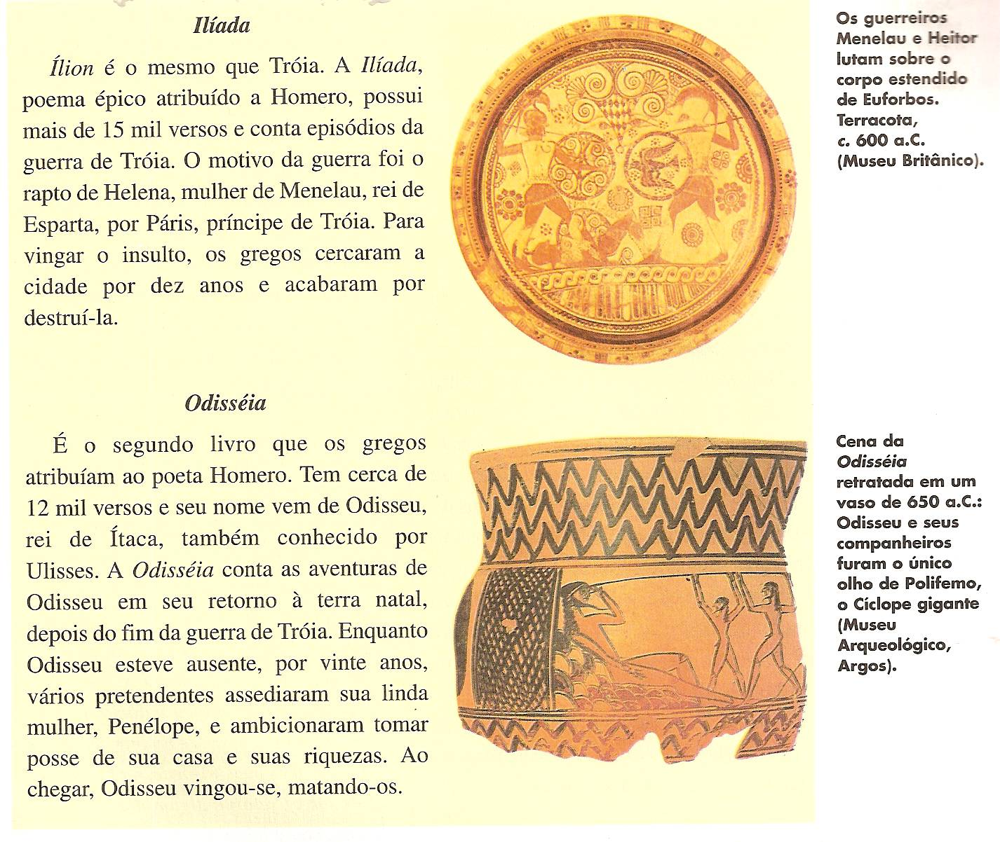 Ilíada
Ílion é o mesmo que Tróia. A Ilíada,
poema épico atribuído a Homero, possui
mais de 15 mil versos e conta episódios da
guerra de Tróia. O motivo da guerra foi o
rapto de Helena, mulher de Menelau, rei de
Esparta, por Páris, príncipe de Tróia. Para
vingar o insulto, os gregos cercaram a
cidade por dez anos e acabaram por
destruí-la.
Os guerreiros
Menelau e Heitor
lutam sobre o
corpo estendido
de Euforbos.
Terracota,
c. 600 a.C.
(Museu Britânico).
Odisséia
É o segundo livro que os gregos
atribuíam ao poeta Homero. Tem cerca de
12 mil versos e seu nome vem de Odisseu,
rei de Ítaca, também conhecido por
Ulisses. A Odisséia conta as aventuras de
Odisseu em seu retorno à terra natal,
depois do fim da guerra de Tróia. Enquanto
Odisseu esteve ausente, por vinte anos,
vários pretendentes assediaram sua linda
mulher, Penélope, e ambicionaram tomar
posse de sua casa e suas riquezas. Ao
chegar, Odisseu vingou-se, matando-os.
Cena da
Odisséia
retratada em um
vaso de 650 a.C.:
Odisseu e seus
companheiros
furam o único
olho de Polifemo,
o Cíclope gigante
(Museu
Arqueológico,
Argos).